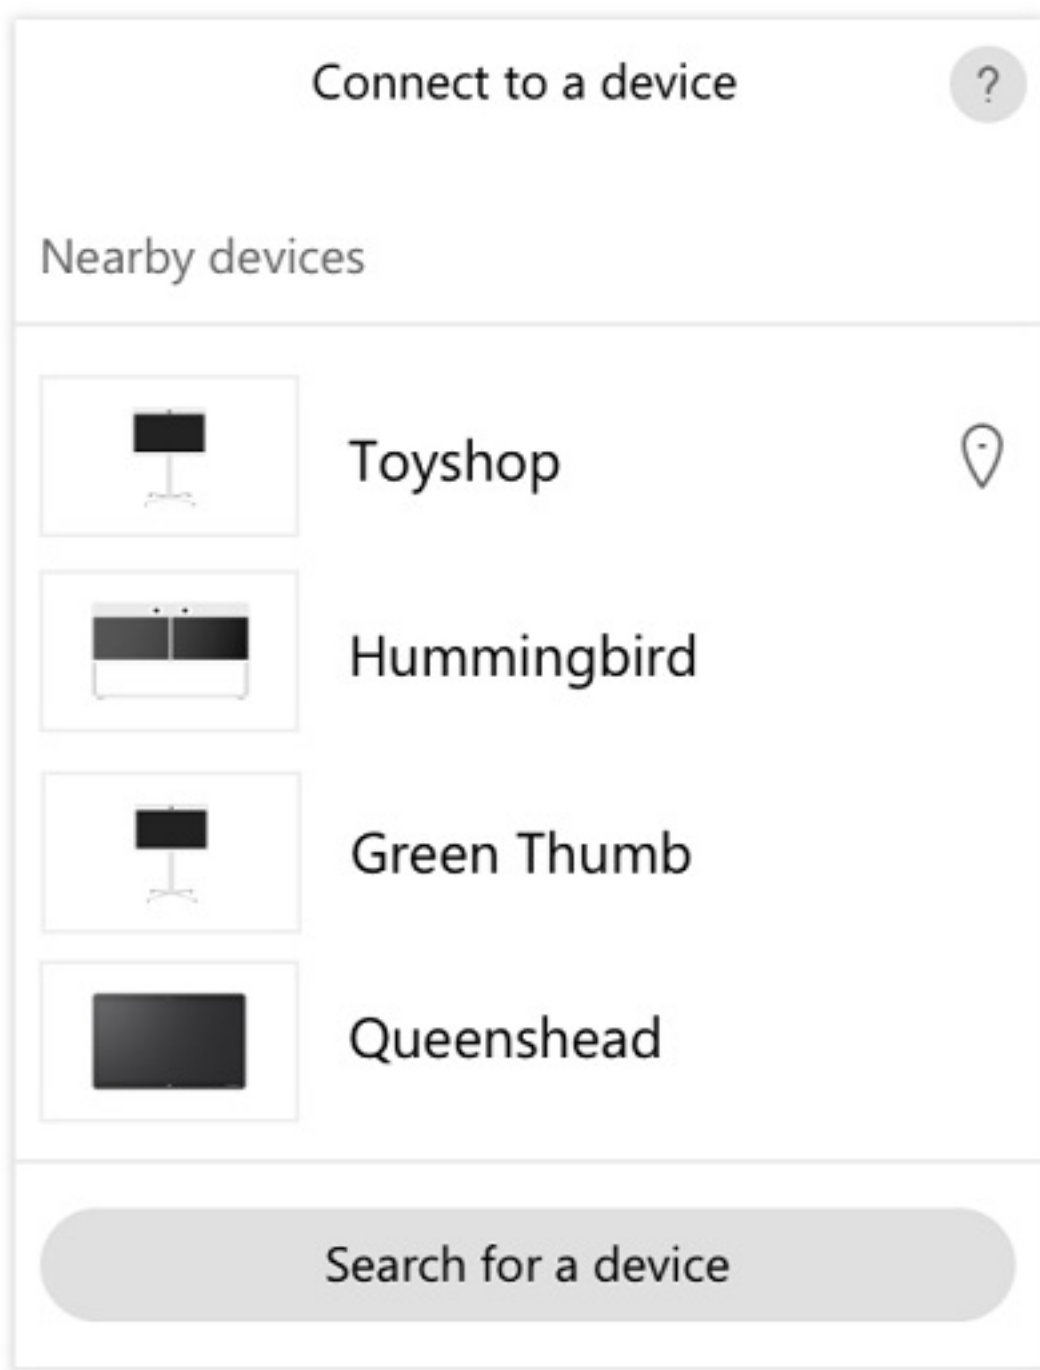 Connect to a device
?
Nearby devices
Toyshop
Hummingbird
Green Thumb
Queenshead
Search for a device